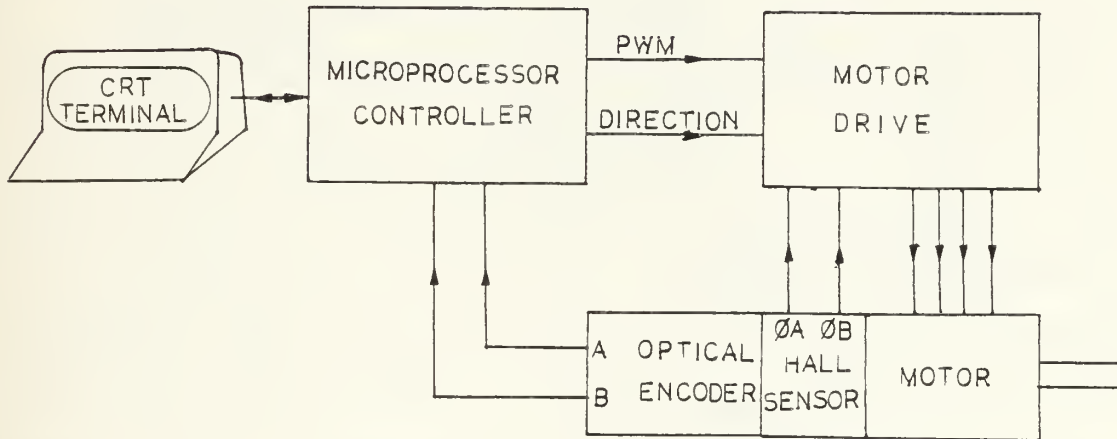 CRT
TERMINAL
MICROPROCESSOR
CONTROLLER
PWM
DIRECTION
MOTOR
DRIVE
A
B
OPTICAL
ENCODER
ØA ØB
HALL
SENSOR
MOTOR